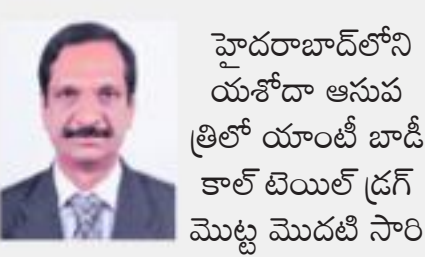 హైదరాబాద్‌లోని
యశోదా ఆసుప
త్రిలో యాంటీ బాడీ
కాల్ టెయిల్ డ్రగ్
మొట్ట మొదటి సారి